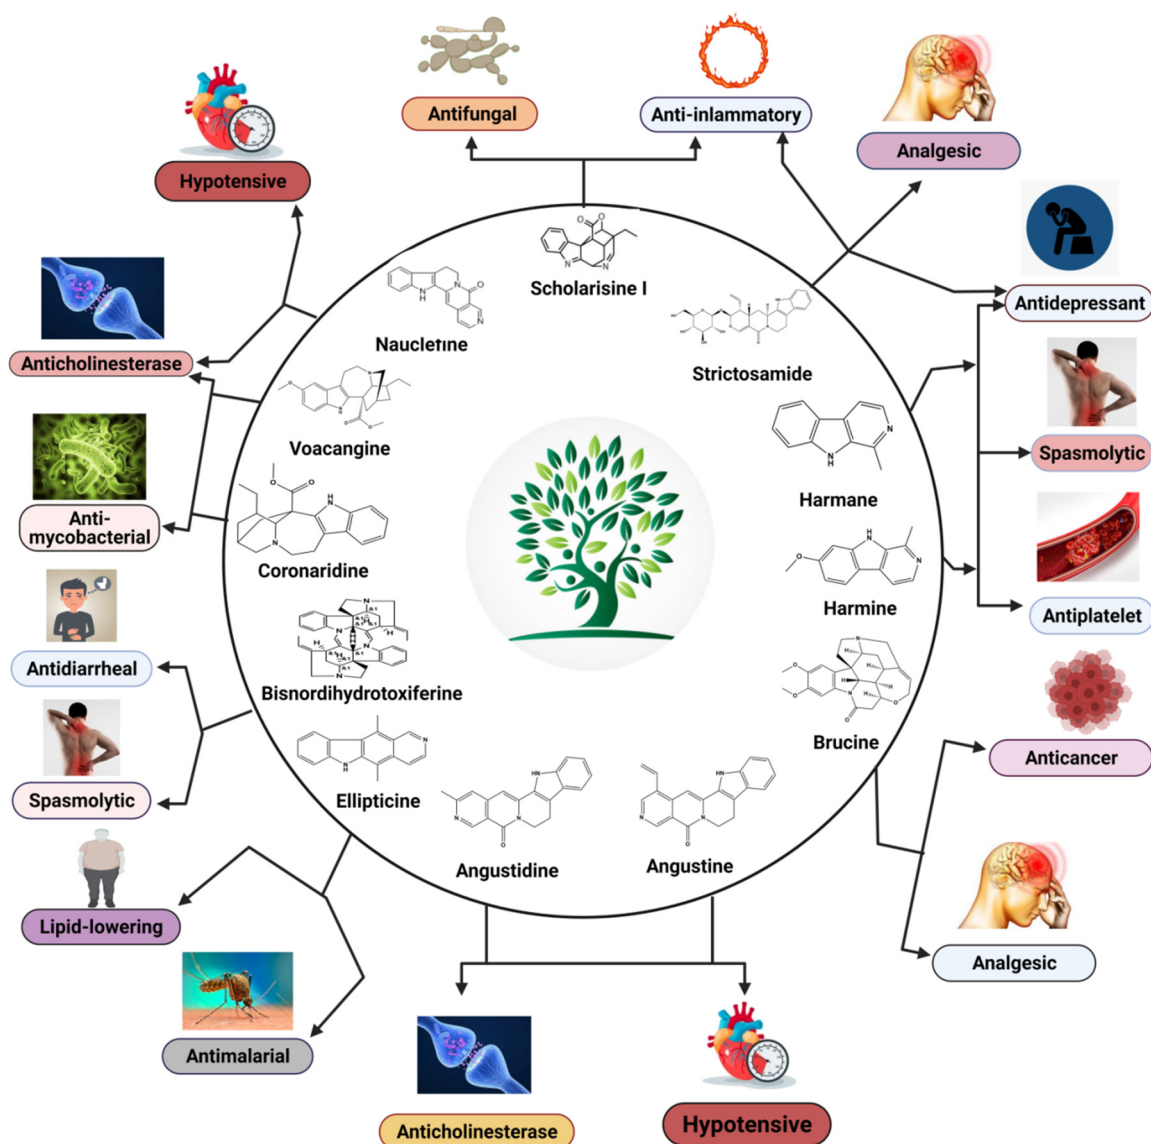 Antifungal
Anti-inlammatory
Analgesic
Hypotensive
Antidepressant
Scholarisine I
Naucletine
Strictosamide
Anticholinesterase
Voacangine
Harmane
Spasmolytic
Anti-
mycobacterial
Coronaridine
Harmine
Antiplatelet
Antidiarrheal
Bisnordihydrotoxiferine
Brucine
Anticancer
Spasmolytic
Ellipticine
Angustidine
Angustine
Lipid-lowering
Analgesic
Antimalarial
Anticholinesterase
Hypotensive